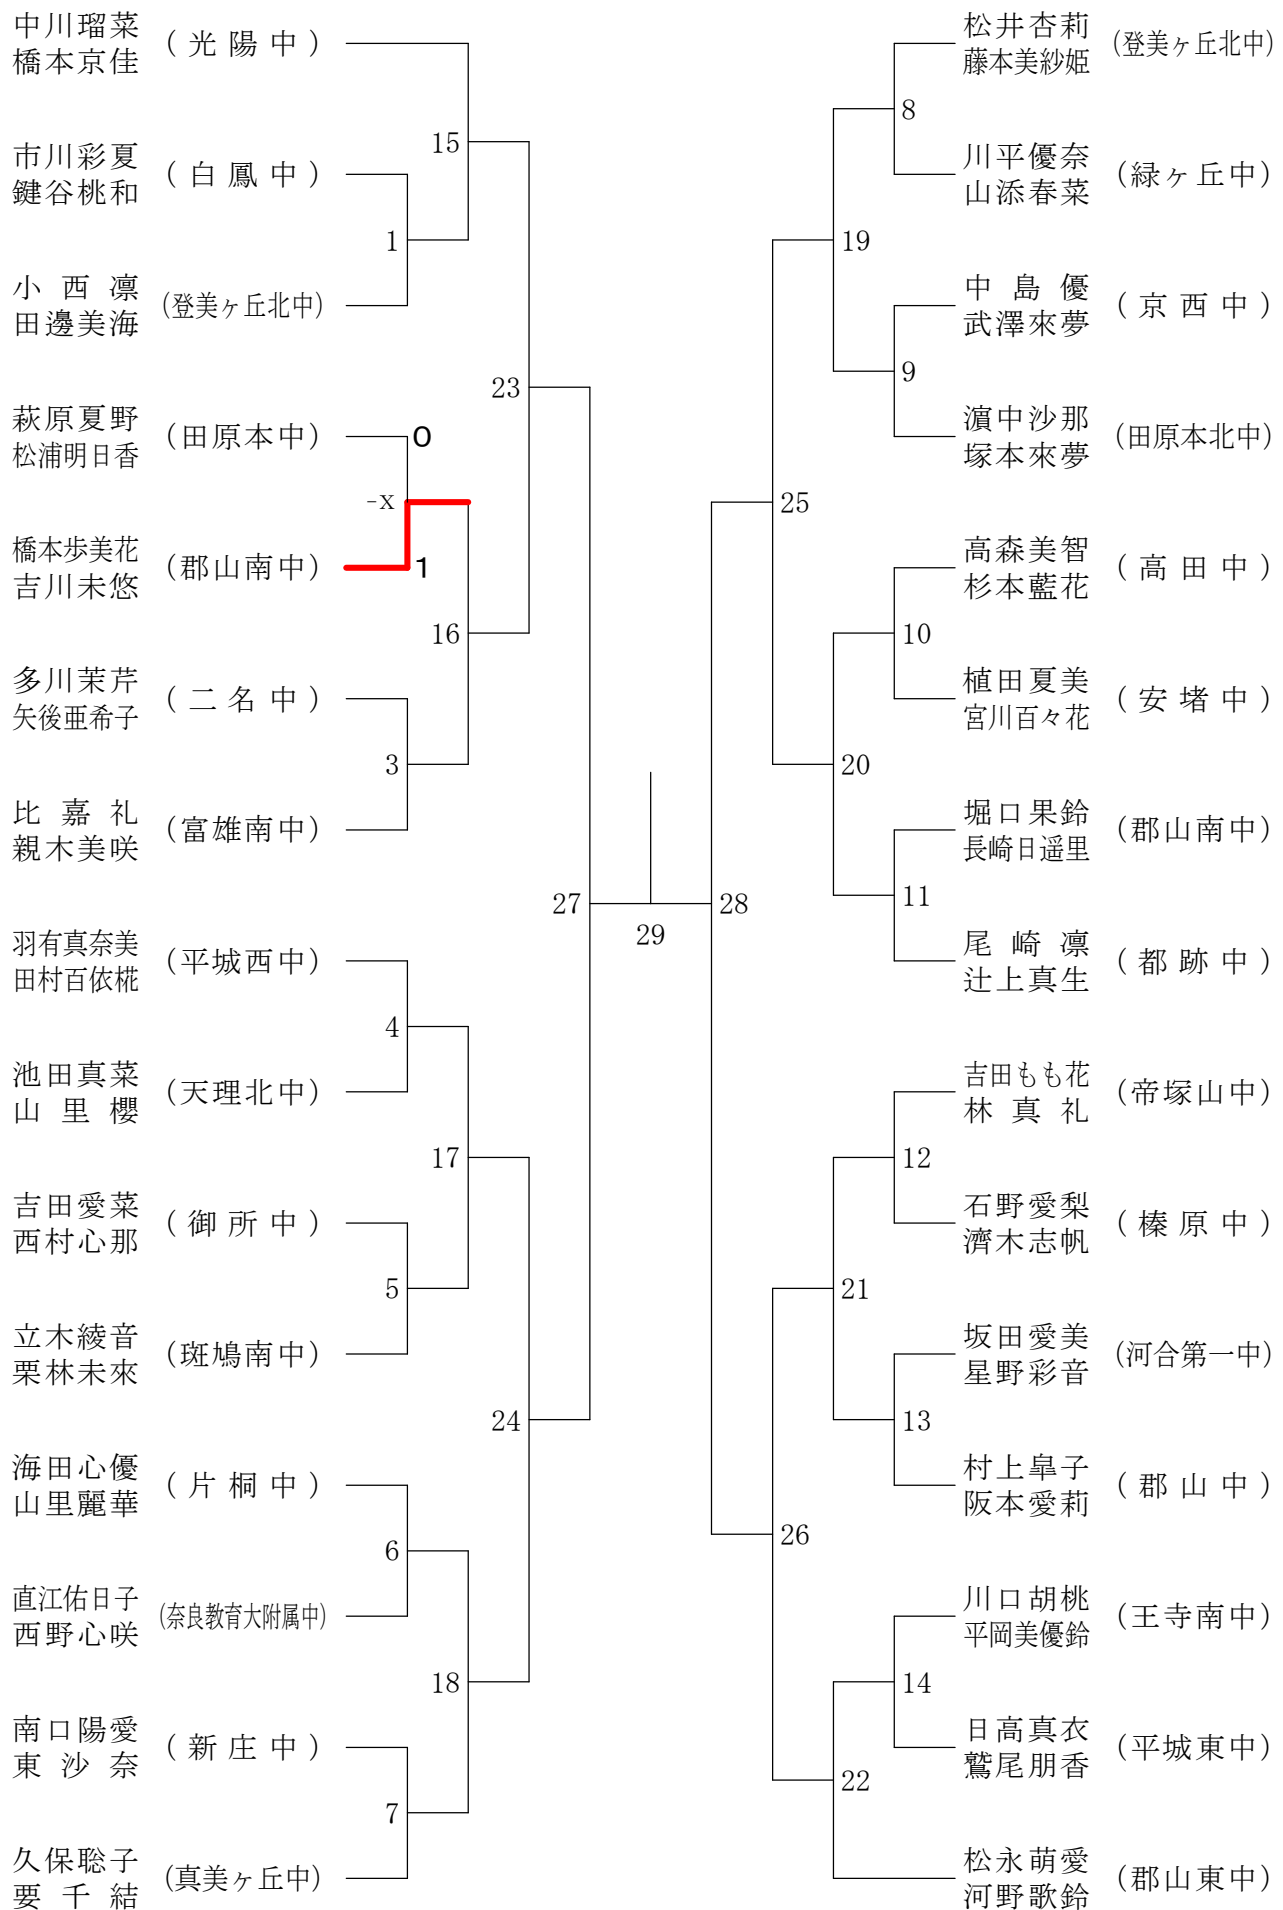 中川瑠菜
橋本京佳
(光陽中)
15
市川彩夏
鍵谷桃和
(白鳳中)
1
小西凛
田邊美海
(登美ヶ丘北中)
23
萩原夏野
松浦明日香
(田原本中)
0
-X
橋本歩美花
吉川未悠
(郡山南中)
1
16
多川茉芹
矢後亜希子
(二名中)
3
比嘉礼
親木美咲
(富雄南中)
27
29
羽有真奈美
田村百依椛
(平城西中)
4
池田真菜
山里櫻
(天理北中)
17
吉田愛菜
西村心那
(御所中)
5
立木綾音
栗林未來
(斑鳩南中)
24
海田心優
山里麗華
(片桐中)
6
直江佑日子
西野心咲
(奈良教育大附属中)
18
南口陽愛
東沙奈
(新庄中)
7
久保聡子
要千結
(真美ヶ丘中)
松井杏莉
藤本美紗姫
(登美ヶ丘北中)
8
川平優奈
山添春菜
(緑ヶ丘中)
19
中島優
武澤來夢
(京西中)
9
濵中沙那
塚本來夢
(田原本北中)
25
高森美智
杉本藍花
(高田中)
10
植田夏美
宮川百々花
(安堵中)
20
堀口果鈴
長崎日遥里
(郡山南中)
11
28
尾崎凛
辻上真生
(都跡中)
吉田もも花
林真礼
(帝塚山中)
12
石野愛梨
濟木志帆
(榛原中)
21
坂田愛美
星野彩音
(河合第一中)
13
村上皐子
阪本愛莉
(郡山中)
26
川口胡桃
平岡美優鈴
(王寺南中)
14
日高真衣
鷲尾朋香
(平城東中)
22
松永萌愛
河野歌鈴
(郡山東中)